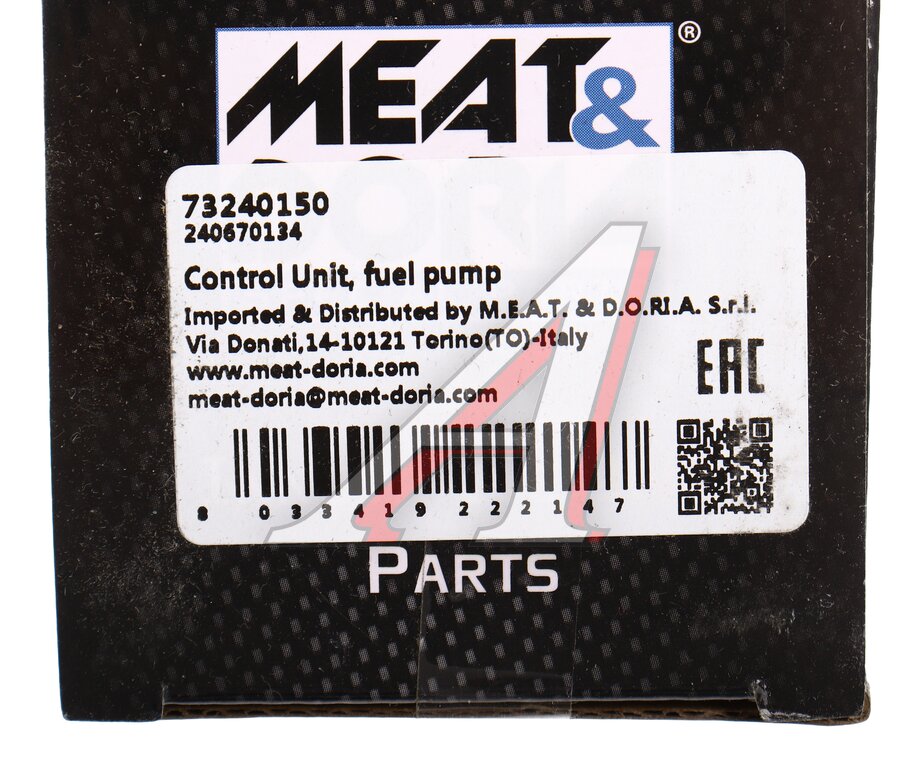 MEAT&
®
73240150
240670134
Control Unit, fuel pump
Imported & Distributed by M.E.A.T. & D.O.RI.A. S.r.l.
Via Donati,14-10121 Torino(TO)-Italy
www.meat-doria.com
meat-doria@meat-doria.com
EAC
8 033419 222147
PARTS